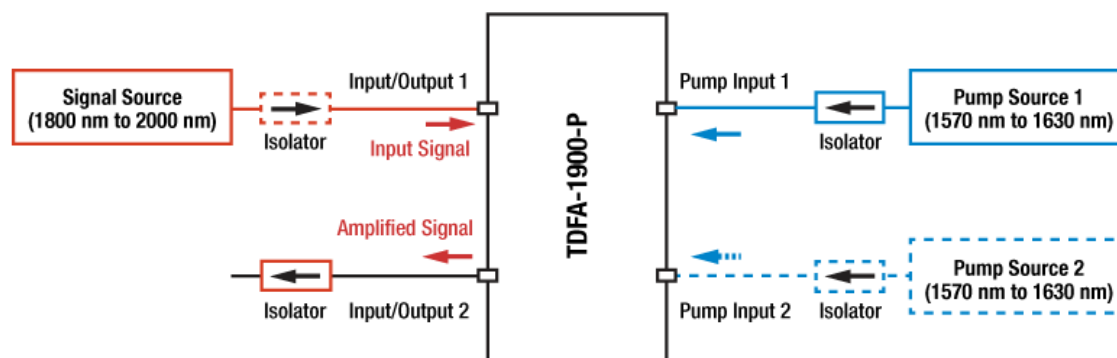 Signal Source
(1800 nm to 2000 nm)
Isolator
Input/Output 1
Input Signal
Amplified Signal
Isolator
Input/Output 2
TDFA-1900-P
Pump Input 1
Isolator
Pump Source 1
(1570 nm to 1630 nm)
Pump Input 2
Isolator
Pump Source 2
(1570 nm to 1630 nm)